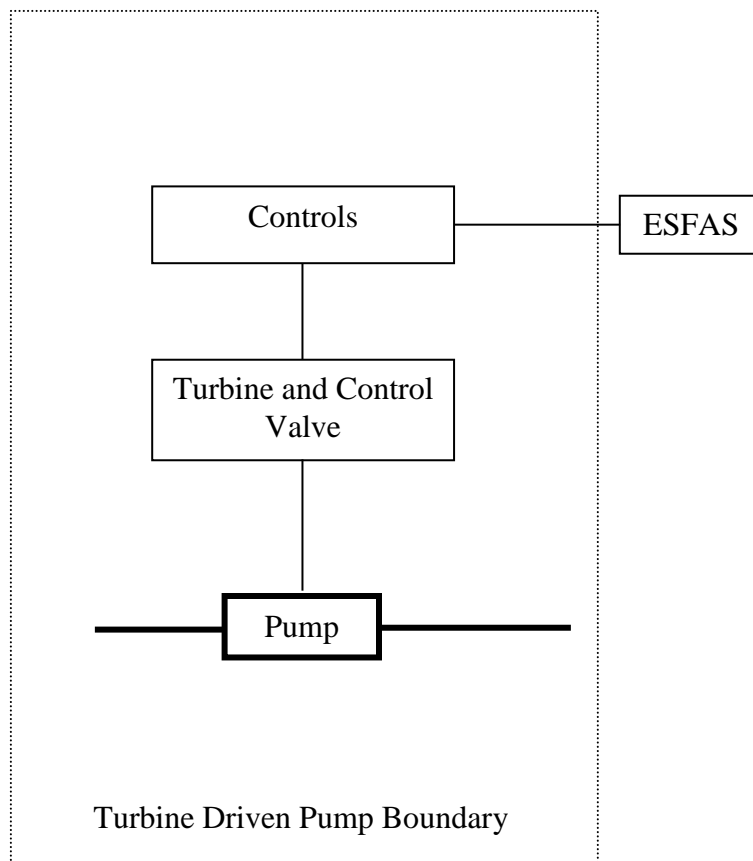 Controls
ESFAS
Turbine and Control
Valve
Pump
Turbine Driven Pump Boundary